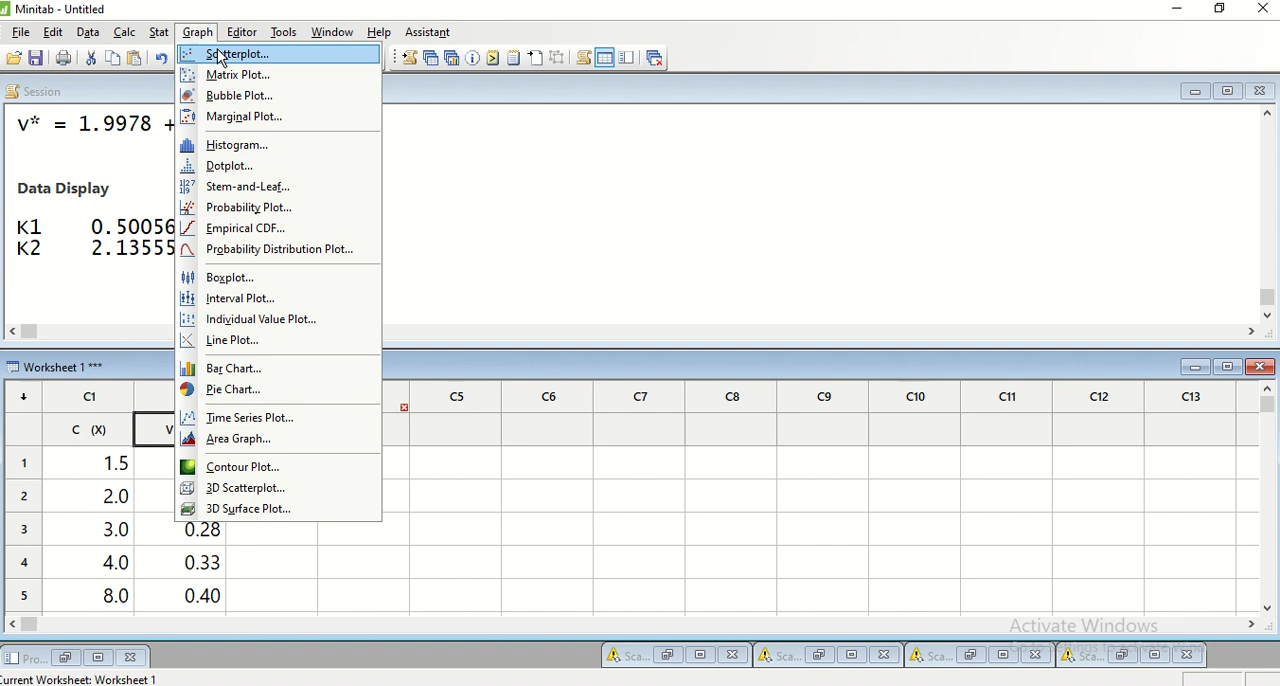 Minitab - Untitled
File Edit Data Calc Stat Graph Editor Tools Window Help Assistant
Scatterplot...
Matrix Plot...
Bubble Plot...
Marginal Plot...
Histogram...
Dotplot...
Stem-and-Leaf...
Probability Plot...
Empirical CDF...
Probability Distribution Plot...
Boxplot...
Interval Plot...
Individual Value Plot...
Line Plot...
Bar Chart...
Pie Chart...
Time Series Plot...
Area Graph...
Contour Plot...
3D Scatterplot...
3D Surface Plot...
Session
v* = 1.9978 +
Data Display
K1 0.50056
K2 2.13555
Worksheet 1 ***
C1 C5 C6 C7 C8 C9 C10 C11 C12 C13
C (X) V
1 1.5
2 2.0
3 3.0 0.28
4 4.0 0.33
5 8.0 0.40
Activate Windows
Pro... Sca... Sca... Sca... Sca...
Current Worksheet: Worksheet 1